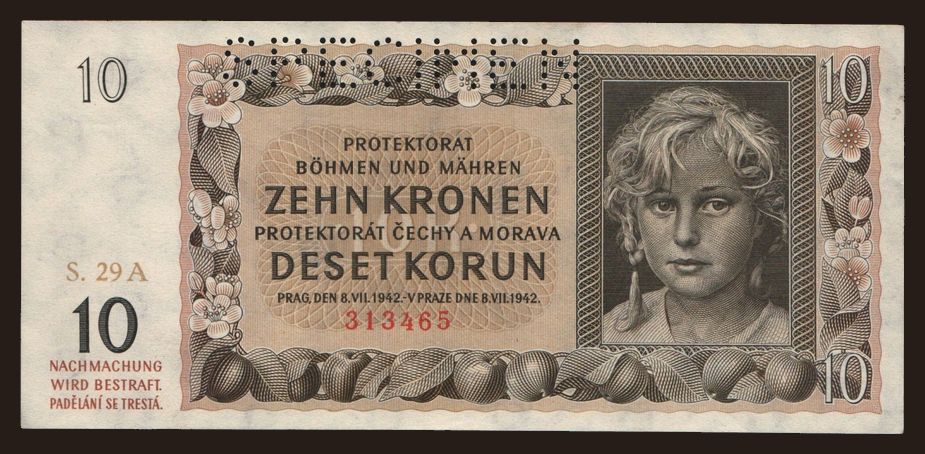 SPECIMEN
10
10
PROTEKTORAT
BÖHMEN UND MÄHREN
ZEHN KRONEN
PROTEKTORÁT ČECHY A MORAVA
DESET KORUN
PRAG, DEN 8. VII. 1942.-V PRAZE DNE 8. VII. 1942.
313465
S. 29 A
10
NACHMACHUNG
WIRD BESTRAFT.
PADĚLÁNÍ SE TRESTÁ.
10